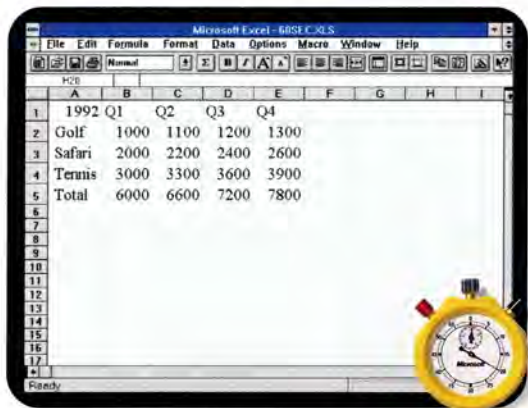 Microsoft Excel - 60SEC.XLS
File Edit Formula Format Data Options Macro Window Help
Normal
H20
A B C D E F G H I
1 1992 Q1 Q2 Q3 Q4
2 Golf 1000 1100 1200 1300
3 Safari 2000 2200 2400 2600
4 Tennis 3000 3300 3600 3900
5 Total 6000 6600 7200 7800
6
7
8
9
10
11
12
13
14
15
16
17
Ready
Microsoft